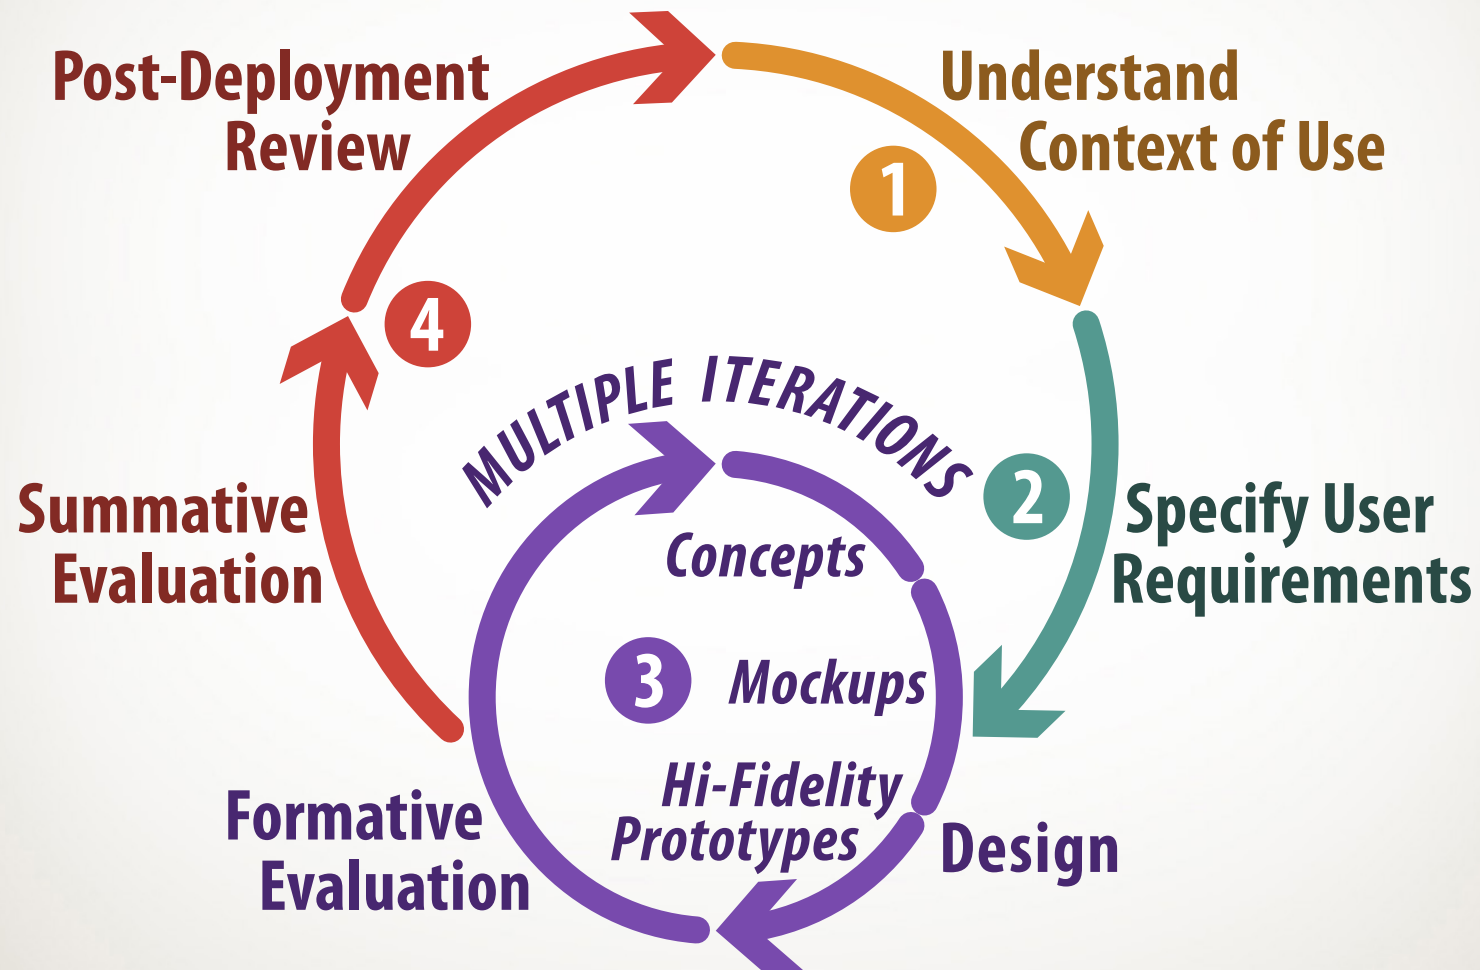 Understand
Context of Use
1
2
Specify User
Requirements
MULTIPLE ITERATIONS
Concepts
3
Mockups
Hi-Fidelity
Prototypes
Design
Formative
Evaluation
Summative
Evaluation
4
Post-Deployment
Review